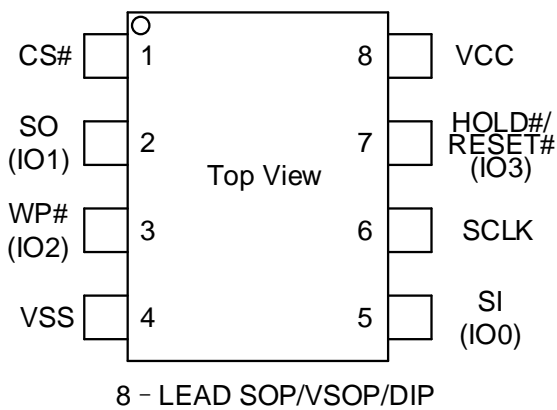 CS# 1 8 VCC
SO
(IO1) 2 7 HOLD#/
RESET#
(IO3)
Top View
WP#
(IO2) 3 6 SCLK
VSS 4 5 SI
(IO0)
8 - LEAD SOP/VSOP/DIP